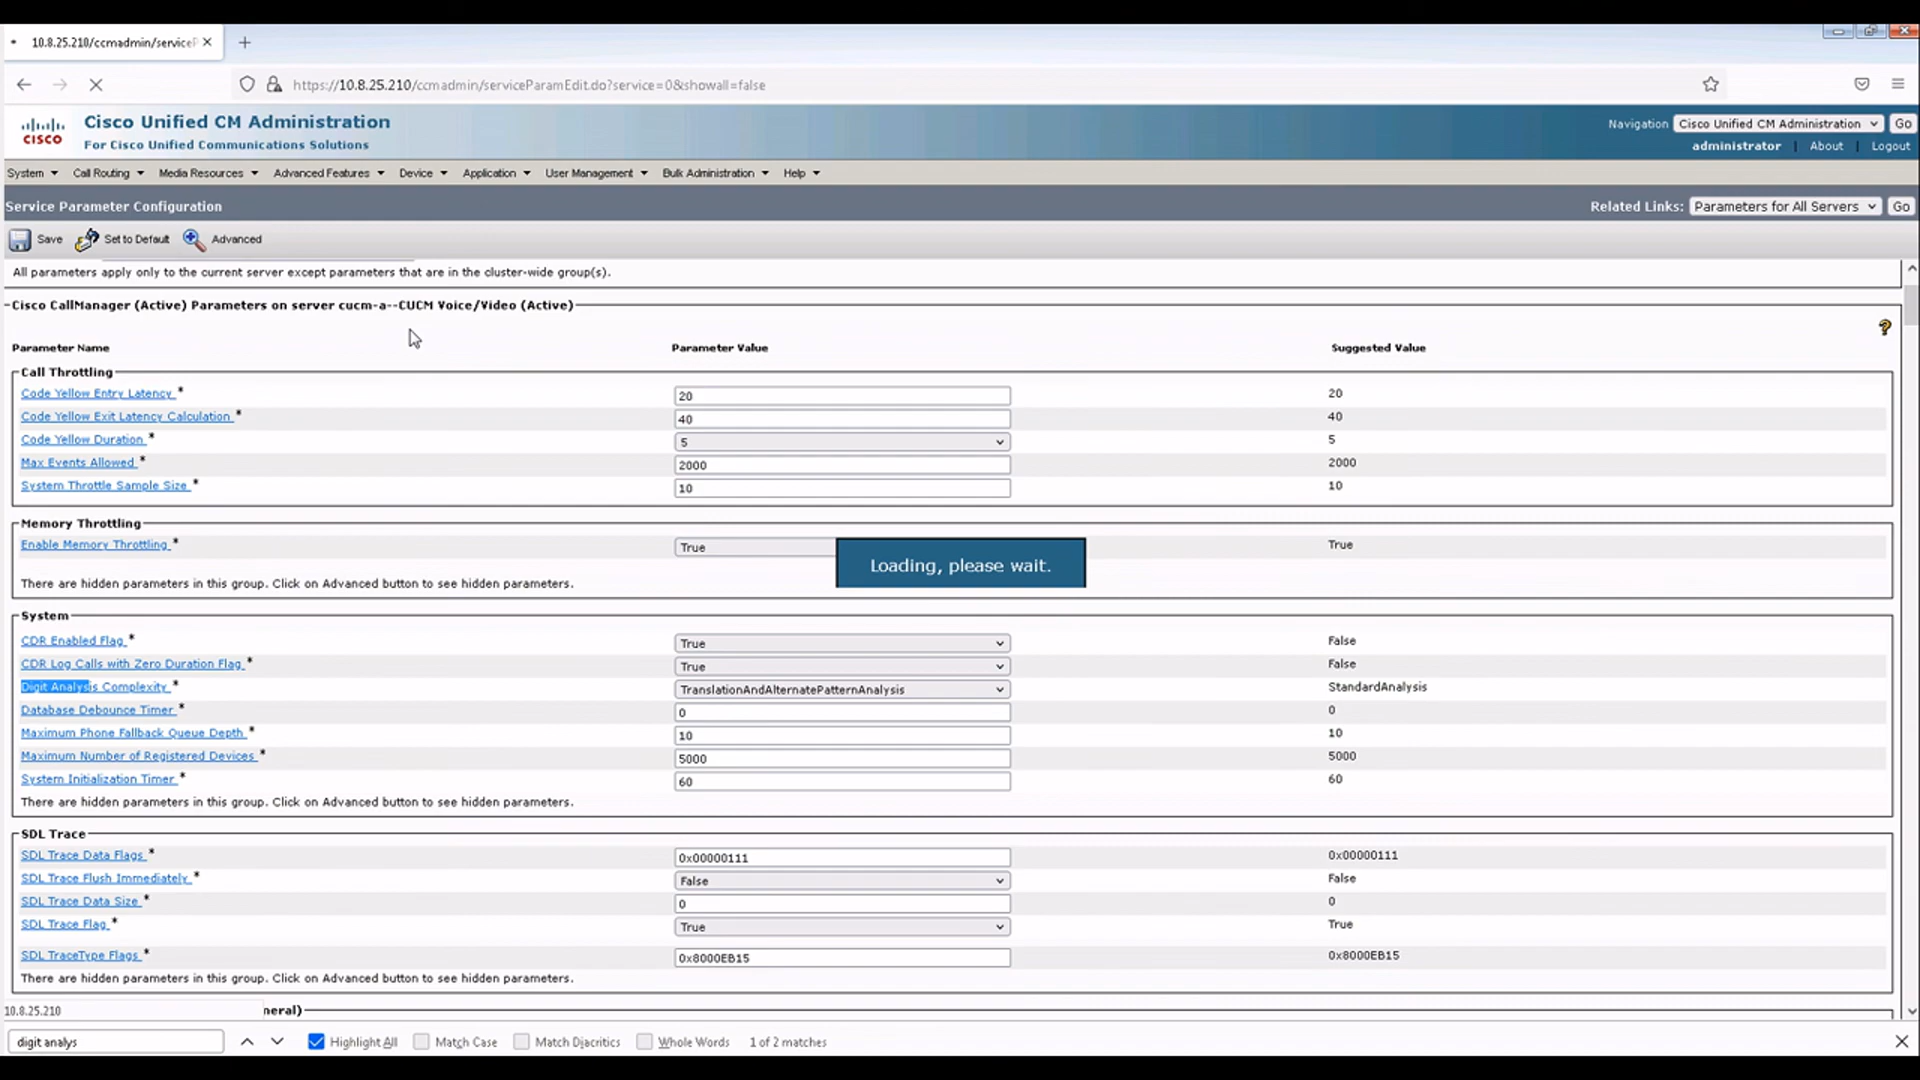 10.8.25.210/ccmadmin/serviceP
https://10.8.25.210/ccmadmin/serviceParamEdit.do?service=0&showall=false
CISCO
Cisco Unified CM Administration
For Cisco Unified Communications Solutions
Navigation Cisco Unified CM Administration Go
administrator | About | Logout
System Call Routing Media Resources Advanced Features Device Application User Management Bulk Administration Help
Service Parameter Configuration
Related Links: Parameters for All Servers Go
Save Set to Default Advanced
All parameters apply only to the current server except parameters that are in the cluster-wide group(s).
Cisco CallManager (Active) Parameters on server cucm-a--CUCM Voice/Video (Active)
?
Parameter Name Parameter Value Suggested Value
Call Throttling
Code Yellow Entry Latency * 20 20
Code Yellow Exit Latency Calculation * 40 40
Code Yellow Duration * 5 5
Max Events Allowed * 2000 2000
System Throttle Sample Size * 10 10
Memory Throttling
Enable Memory Throttling * True True
Loading, please wait.
There are hidden parameters in this group. Click on Advanced button to see hidden parameters.
System
CDR Enabled Flag * True False
CDR Log Calls with Zero Duration Flag * True False
Digit Analysis Complexity * TranslationAndAlternatePatternAnalysis StandardAnalysis
Database Debounce Timer * 0 0
Maximum Phone Fallback Queue Depth * 10 10
Maximum Number of Registered Devices * 5000 5000
System Initialization Timer * 60 60
There are hidden parameters in this group. Click on Advanced button to see hidden parameters.
SDL Trace
SDL Trace Data Flags * 0x00000111 0x00000111
SDL Trace Flush Immediately * False False
SDL Trace Data Size * 0 0
SDL Trace Flag * True True
SDL TraceType Flags * 0x8000EB15 0x8000EB15
There are hidden parameters in this group. Click on Advanced button to see hidden parameters.
10.8.25.210 neral)
digit analys Highlight All Match Case Match Diacritics Whole Words 1 of 2 matches